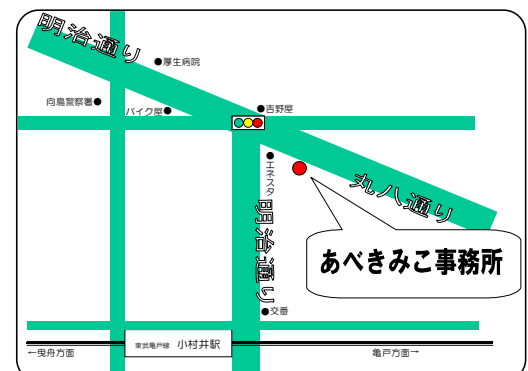 明治通り
●厚生病院
向島警察署●
バイク屋●
●吉野屋
●エネスタ
丸八通り
明治通り
あべきみこ事務所
●交番
東武亀戸線 小村井駅
←曳舟方面
亀戸方面→